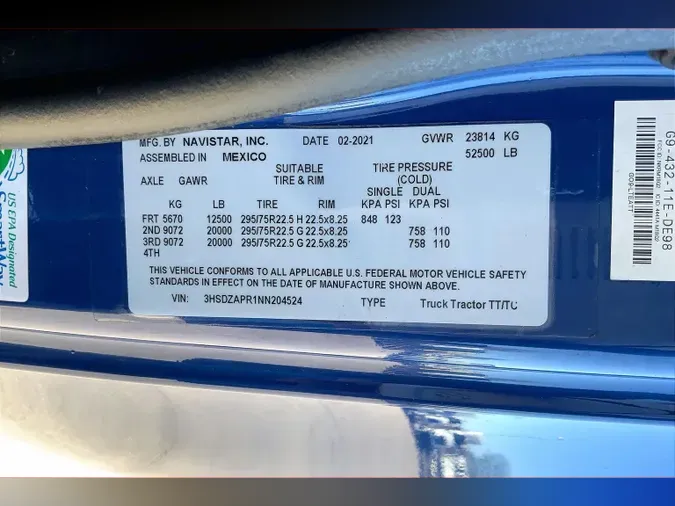 MFG. BY NAVISTAR, INC. DATE 02-2021 GVWR 23814 KG
ASSEMBLED IN MEXICO 52500 LB
SUITABLE TIRE PRESSURE
AXLE GAWR TIRE & RIM (COLD)
SINGLE DUAL
KG LB TIRE RIM KPA PSI KPA PSI
FRT 5670 12500 295/75R22.5 H 22.5x8.25 848 123
2ND 9072 20000 295/75R22.5 G 22.5x8.25 758 110
3RD 9072 20000 295/75R22.5 G 22.5x8.25 758 110
4TH
THIS VEHICLE CONFORMS TO ALL APPLICABLE U.S. FEDERAL MOTOR VEHICLE SAFETY
STANDARDS IN EFFECT ON THE DATE OF MANUFACTURE SHOWN ABOVE.
VIN: 3HSDZAPR1NN204524 TYPE Truck Tractor TT/TC
US EPA Designated
G9-432-11E-DE98